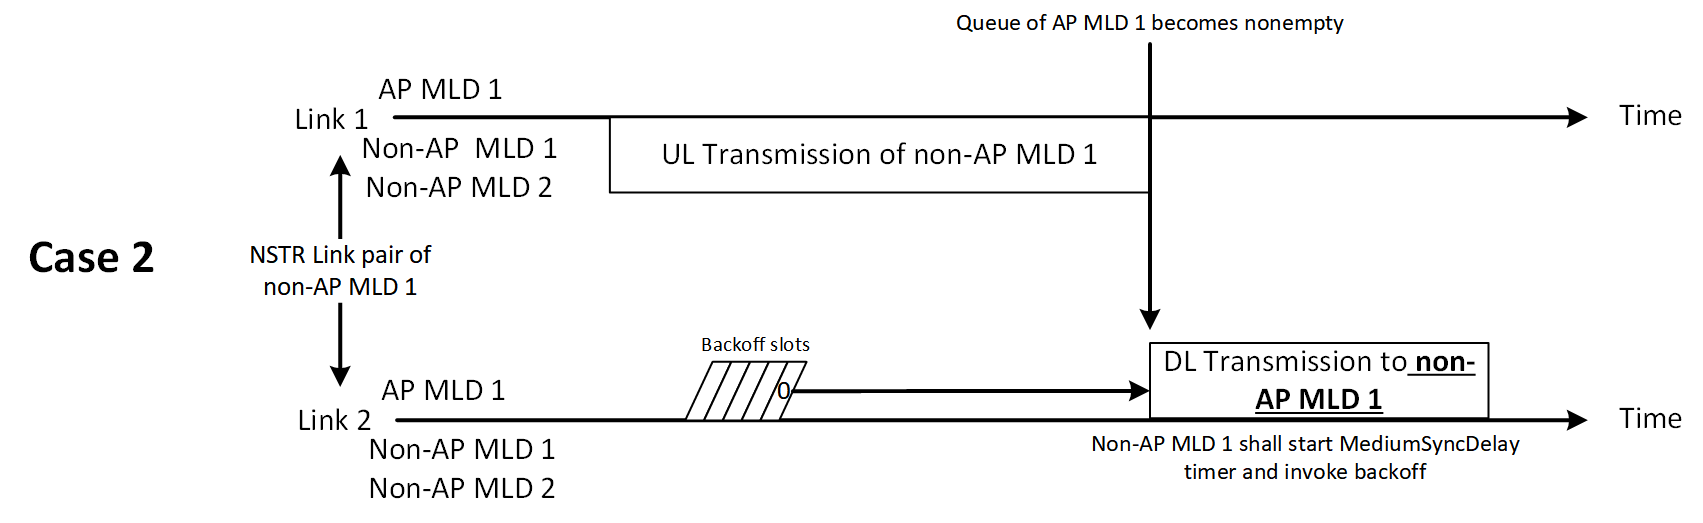 Queue of AP MLD 1 becomes nonempty
AP MLD 1
Link 1
Time
Non-AP  MLD 1
UL Transmission of non-AP MLD 1
Non-AP MLD 2
Case 2
NSTR Link pair of
non-AP MLD 1
Backoff slots
0
DL Transmission to non-
AP MLD 1
AP MLD 1
Link 2
Time
Non-AP MLD 1
Non-AP MLD 2
Non-AP MLD 1 shall start MediumSyncDelay
timer and invoke backoff